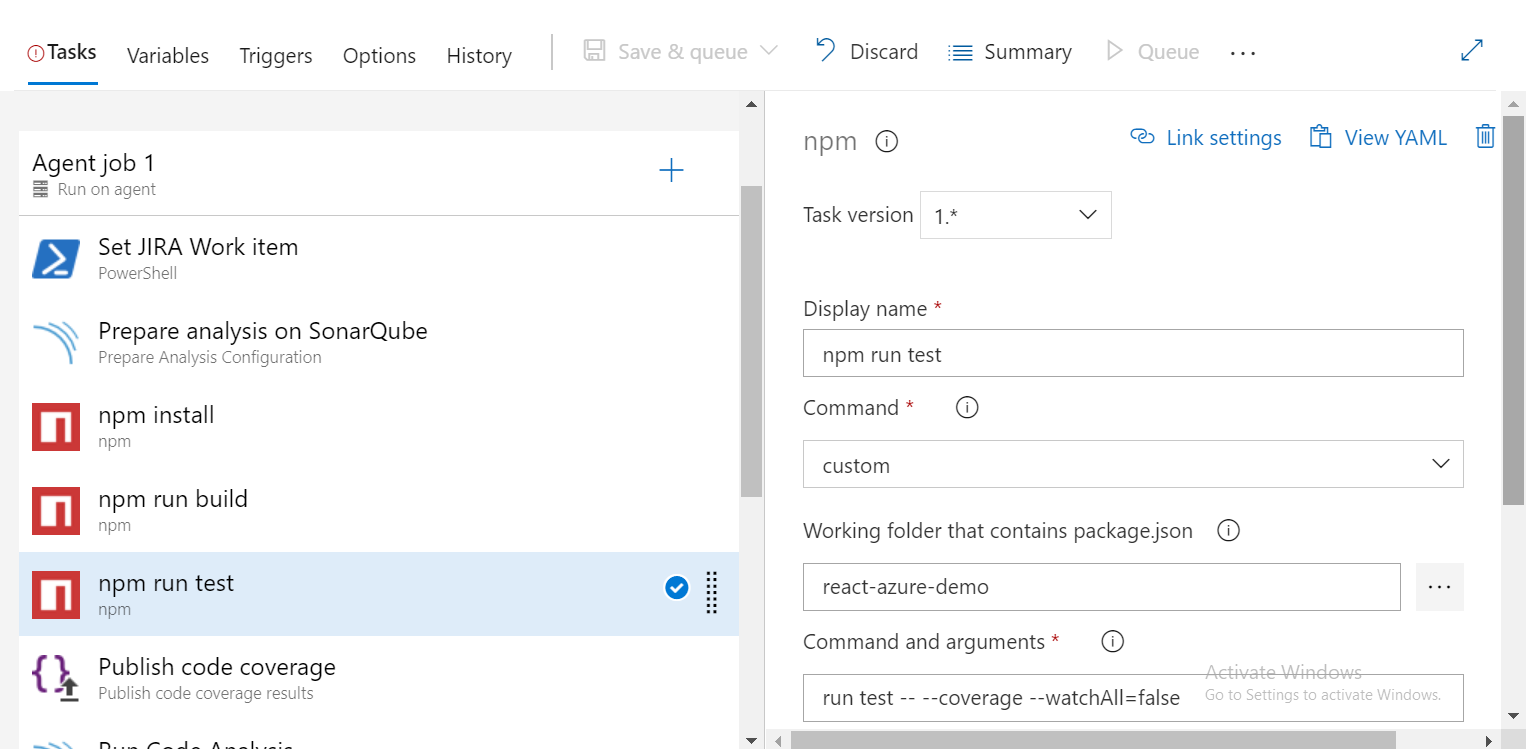 Tasks Variables Triggers Options History Save & queue Discard Summary Queue ...
Agent job 1
Run on agent
Set JIRA Work item
PowerShell
Prepare analysis on SonarQube
Prepare Analysis Configuration
npm install
npm
npm run build
npm
npm run test
npm
Publish code coverage
Publish code coverage results
Run Code Analysis
npm Link settings View YAML
Task version 1.*
Display name *
npm run test
Command *
custom
Working folder that contains package.json
react-azure-demo ...
Command and arguments *
run test -- --coverage --watchAll=false
Activate Windows
Go to Settings to activate Windows.